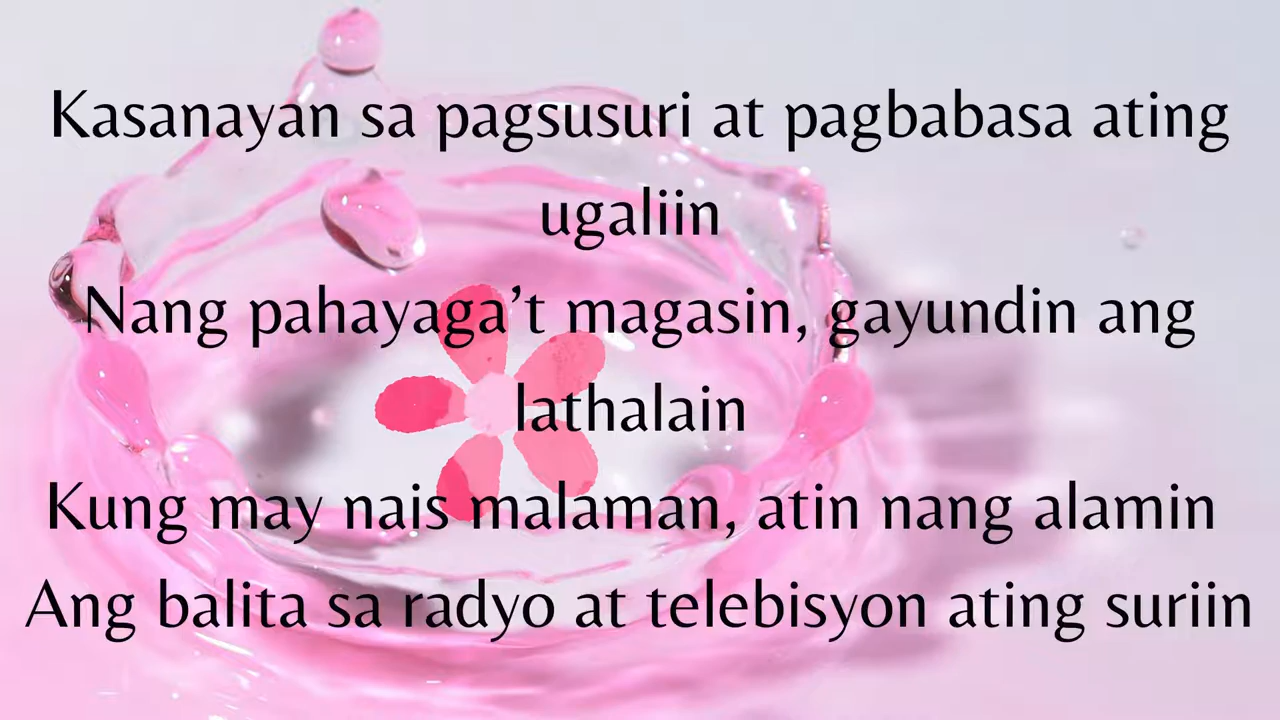 Kasanayan sa pagsusuri at pagbabasa ating
ugaliin
Nang pahayaga’t magasin, gayundin ang
lathalain
Kung may nais malaman, atin nang alamin
Ang balita sa radyo at telebisyon ating suriin